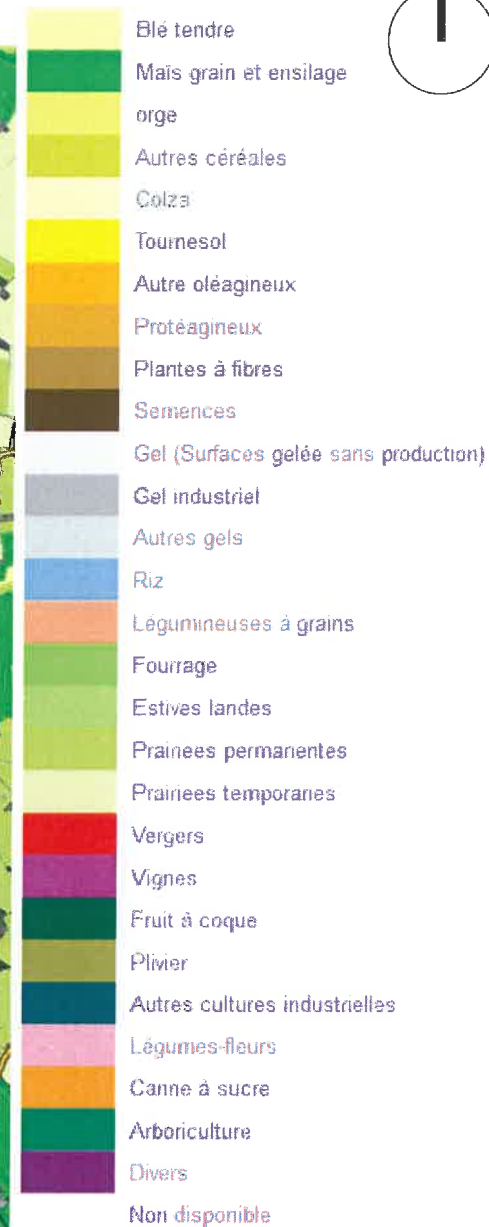 Blé tendre
Maïs grain et ensilage
orge
Autres céréales
Colza
Tournesol
Autre oléagineux
Protéagineux
Plantes à fibres
Semences
Gel (Surfaces gelée sans production)
Gel industriel
Autres gels
Riz
Légumineuses à grains
Fourrage
Estives landes
Prairiees permanentes
Prairiees temporaries
Vergers
Vignes
Fruit à coque
Plivier
Autres cultures industrielles
Légumes-fleurs
Canne à sucre
Arboriculture
Divers
Non disponible